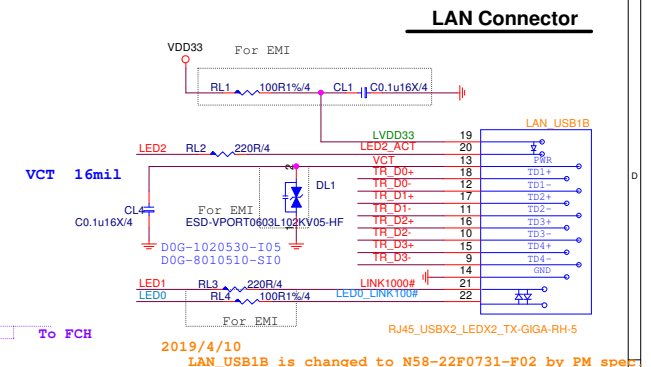 LAN Connector
VDD33
For EMI
RL1 100R1%/4 CL1 C0.1u16X/4
LAN_USB1B
LVDD33 19
LED2 RL2 220R/4 LED2_ACT 20
VCT 13 PWR
VCT 16mil
TR_D0+ 18 TD1+
TR_D0- 12 TD1-
TR_D1+ 17 TD2+
TR_D1- 11 TD2-
TR_D2+ 16 TD3+
TR_D2- 10 TD3-
TR_D3+ 15 TD4+
TR_D3- 9 TD4-
14 GND
2
DL1
1
CL4
C0.1u16X/4
For EMI
ESD-VPORT0603L102KV05-HF
D0G-1020530-I05
D0G-8010510-SI0
D
LED1 RL3 220R/4 LINK1000# 21
LED0 RL4 100R1%/4 LED0_LINK100# 22
For EMI
RJ45_USBX2_LEDX2_TX-GIGA-RH-5
To FCH
2019/4/10
LAN_USB1B is changed to N58-22F0731-F02 by PM spec